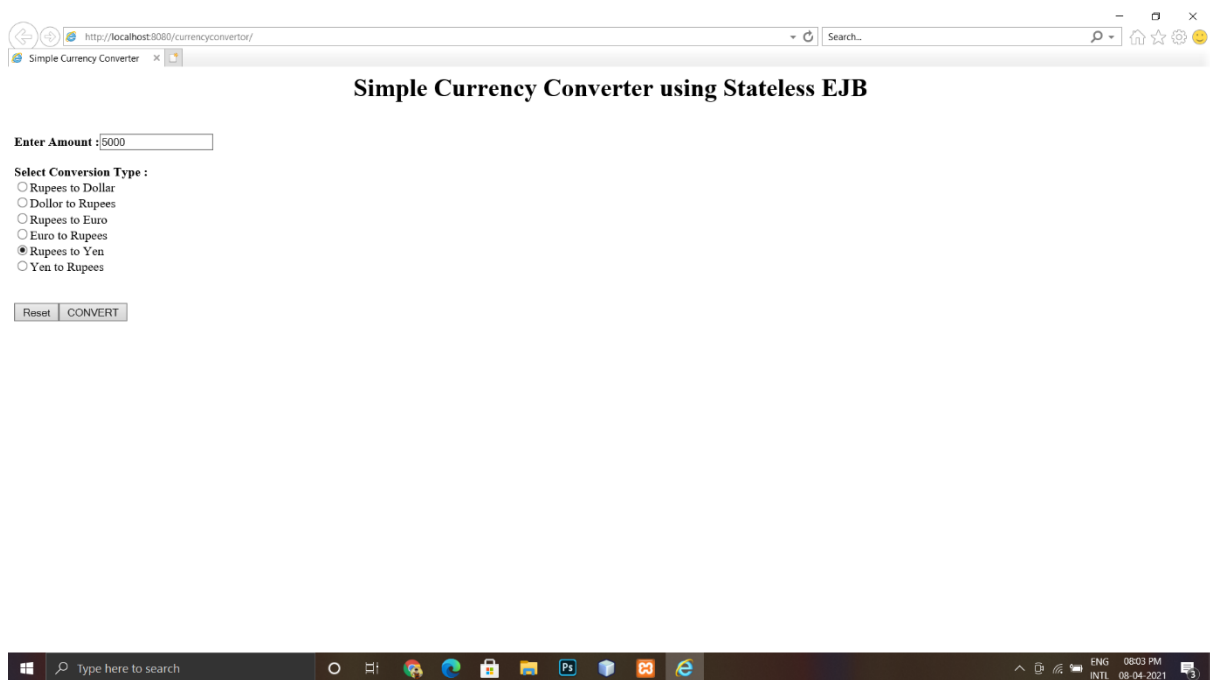 http://localhost:8080/currencyconvertor/
Search...
Simple Currency Converter
Simple Currency Converter using Stateless EJB
Enter Amount : 5000
Select Conversion Type :
Rupees to Dollar
Dollor to Rupees
Rupees to Euro
Euro to Rupees
Rupees to Yen
Yen to Rupees
Reset CONVERT
Type here to search
Ps
ENG 08:03 PM
INTL 08-04-2021
3